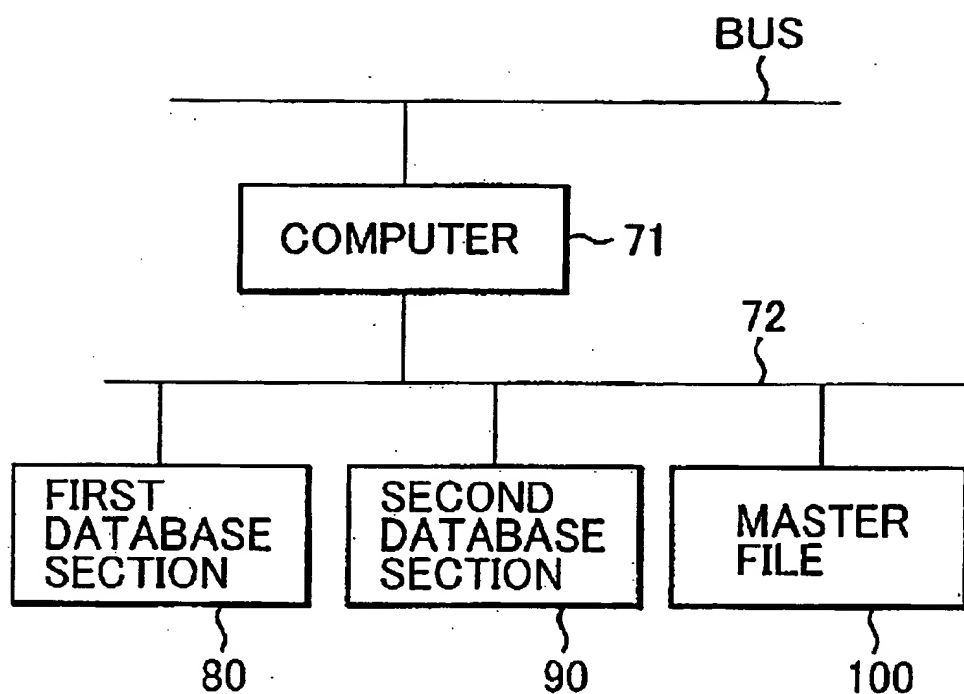 BUS
COMPUTER
71
72
FIRST
DATABASE
SECTION
SECOND
DATABASE
SECTION
MASTER
FILE
80
90
100